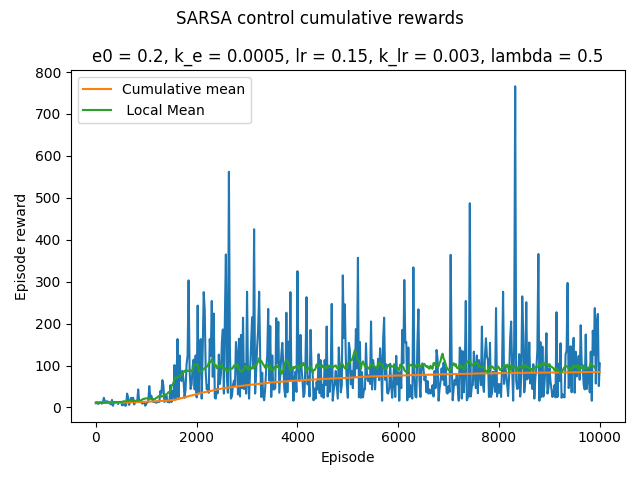 SARSA control cumulative rewards
e0 = 0.2, k_e = 0.0005, lr = 0.15, k_lr = 0.003, lambda = 0.5
Cumulative mean
Local Mean
Episode reward
800
700
600
500
400
300
200
100
0
0 2000 4000 6000 8000 10000
Episode